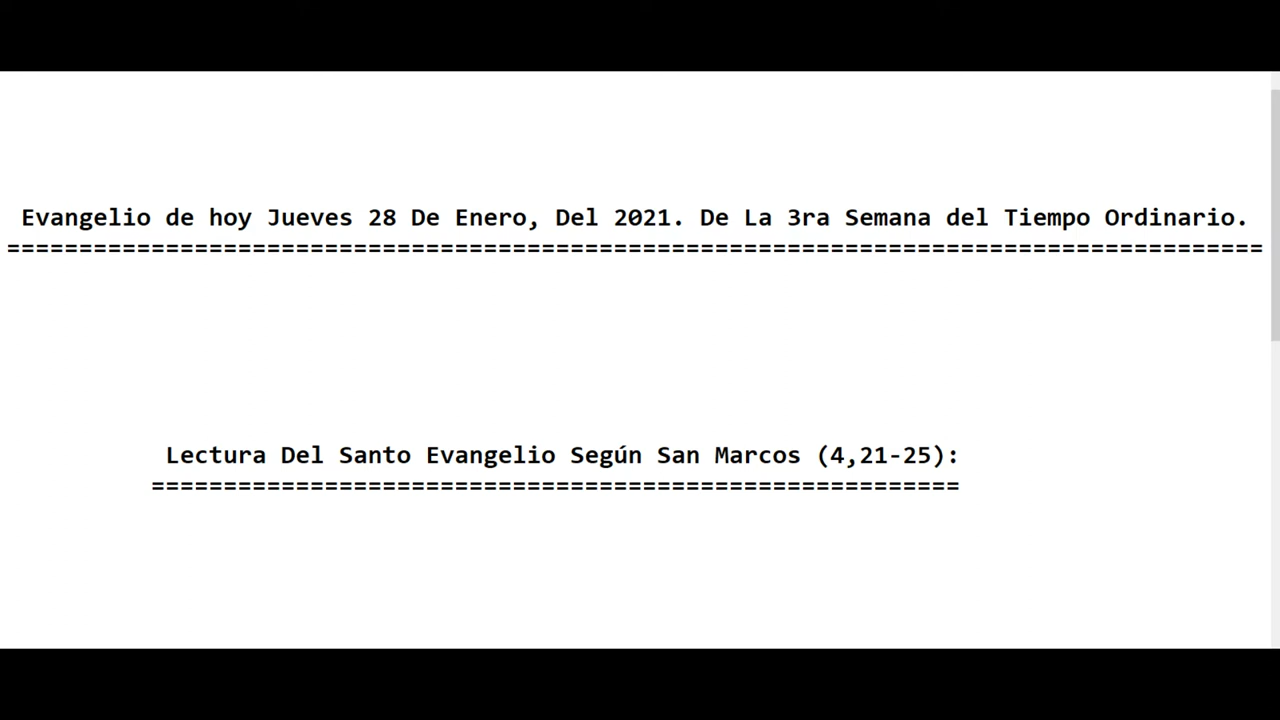 Evangelio de hoy Jueves 28 De Enero, Del 2021. De La 3ra Semana del Tiempo Ordinario.
=======================================================================================
Lectura Del Santo Evangelio Según San Marcos (4,21-25):
========================================================